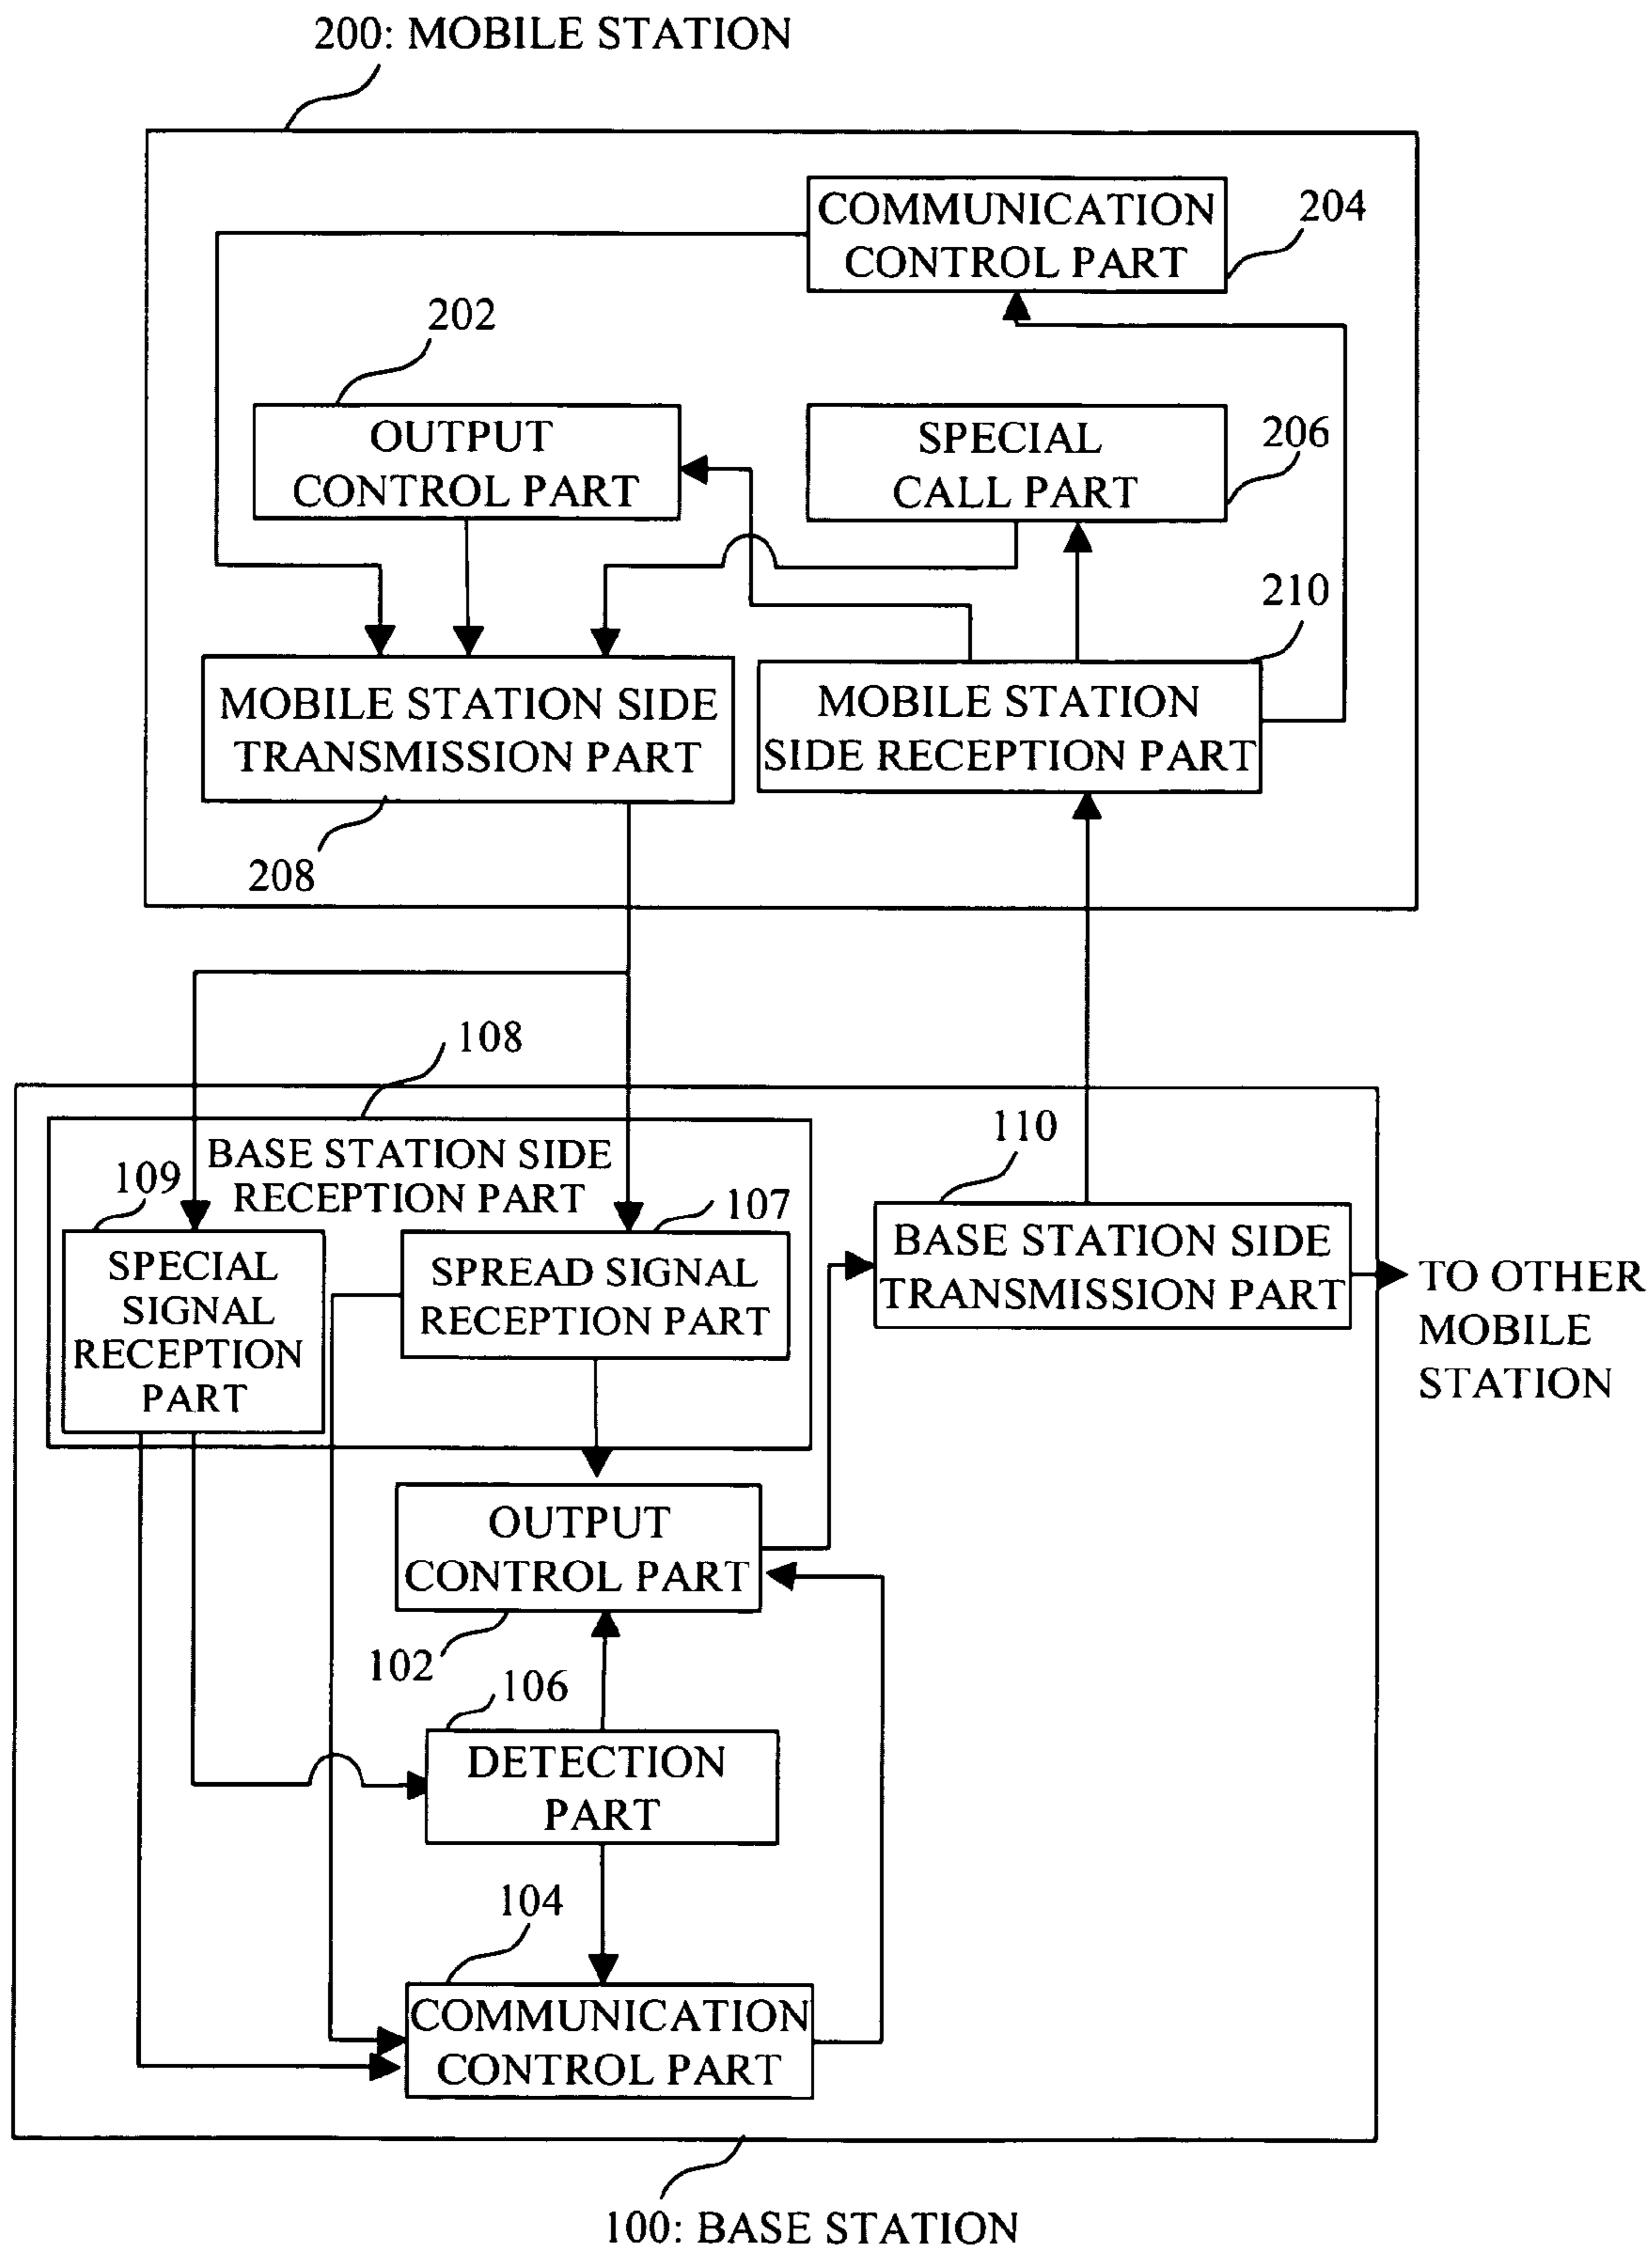 200: MOBILE STATION
COMMUNICATION
CONTROL PART
204
202
OUTPUT
CONTROL PART
SPECIAL
CALL PART
206
210
MOBILE STATION SIDE
TRANSMISSION PART
MOBILE STATION
SIDE RECEPTION PART
208
108
BASE STATION SIDE
RECEPTION PART
109
107
110
SPECIAL
SIGNAL
RECEPTION
PART
SPREAD SIGNAL
RECEPTION PART
BASE STATION SIDE
TRANSMISSION PART
TO OTHER
MOBILE
STATION
OUTPUT
CONTROL PART
102
106
DETECTION
PART
104
COMMUNICATION
CONTROL PART
100: BASE STATION